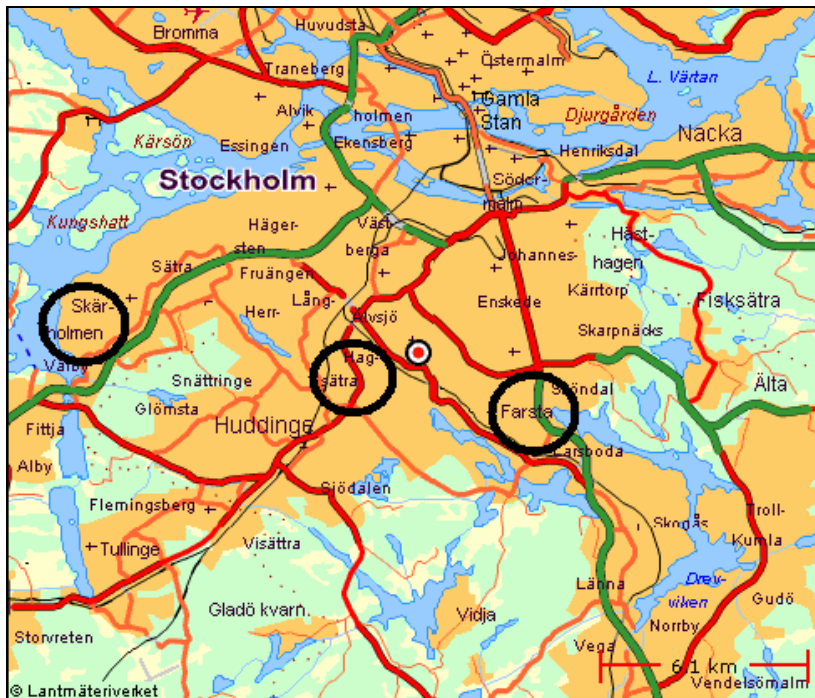 Huvudsta
Bromma
Östermalm
Traneberg
L. Värtan
Gamla
Stan
Alvik
holmen
Djurgården
Kärsön
Essingen
Ekensberg
Nacka
Henriksdal
Stockholm
Söder-
malm
Kungshatt
Häger-
sten
Väst-
berga
Häst-
hagen
Sätra
Fruängen
Johannes-
Kärrtorp
Skär-
holmen
Herr-
Lång-
Enskede
Fisksätra
Älvsjö
Skarpnäcks
Vårby
Hag-
sätra
Snättringe
Sköndal
Älta
Glömsta
Farsta
Huddinge
Fittja
Larsboda
Alby
Sjödalen
Flemingsberg
Troll-
Skogås
Kumla
Tullinge
Visättra
Länna
Drev-
viken
Gudö
Gladö kvarn.
Vidja
Storvreten
Norrby
Vega
6.1 km
Vendelsömalm
© Lantmäteriverket